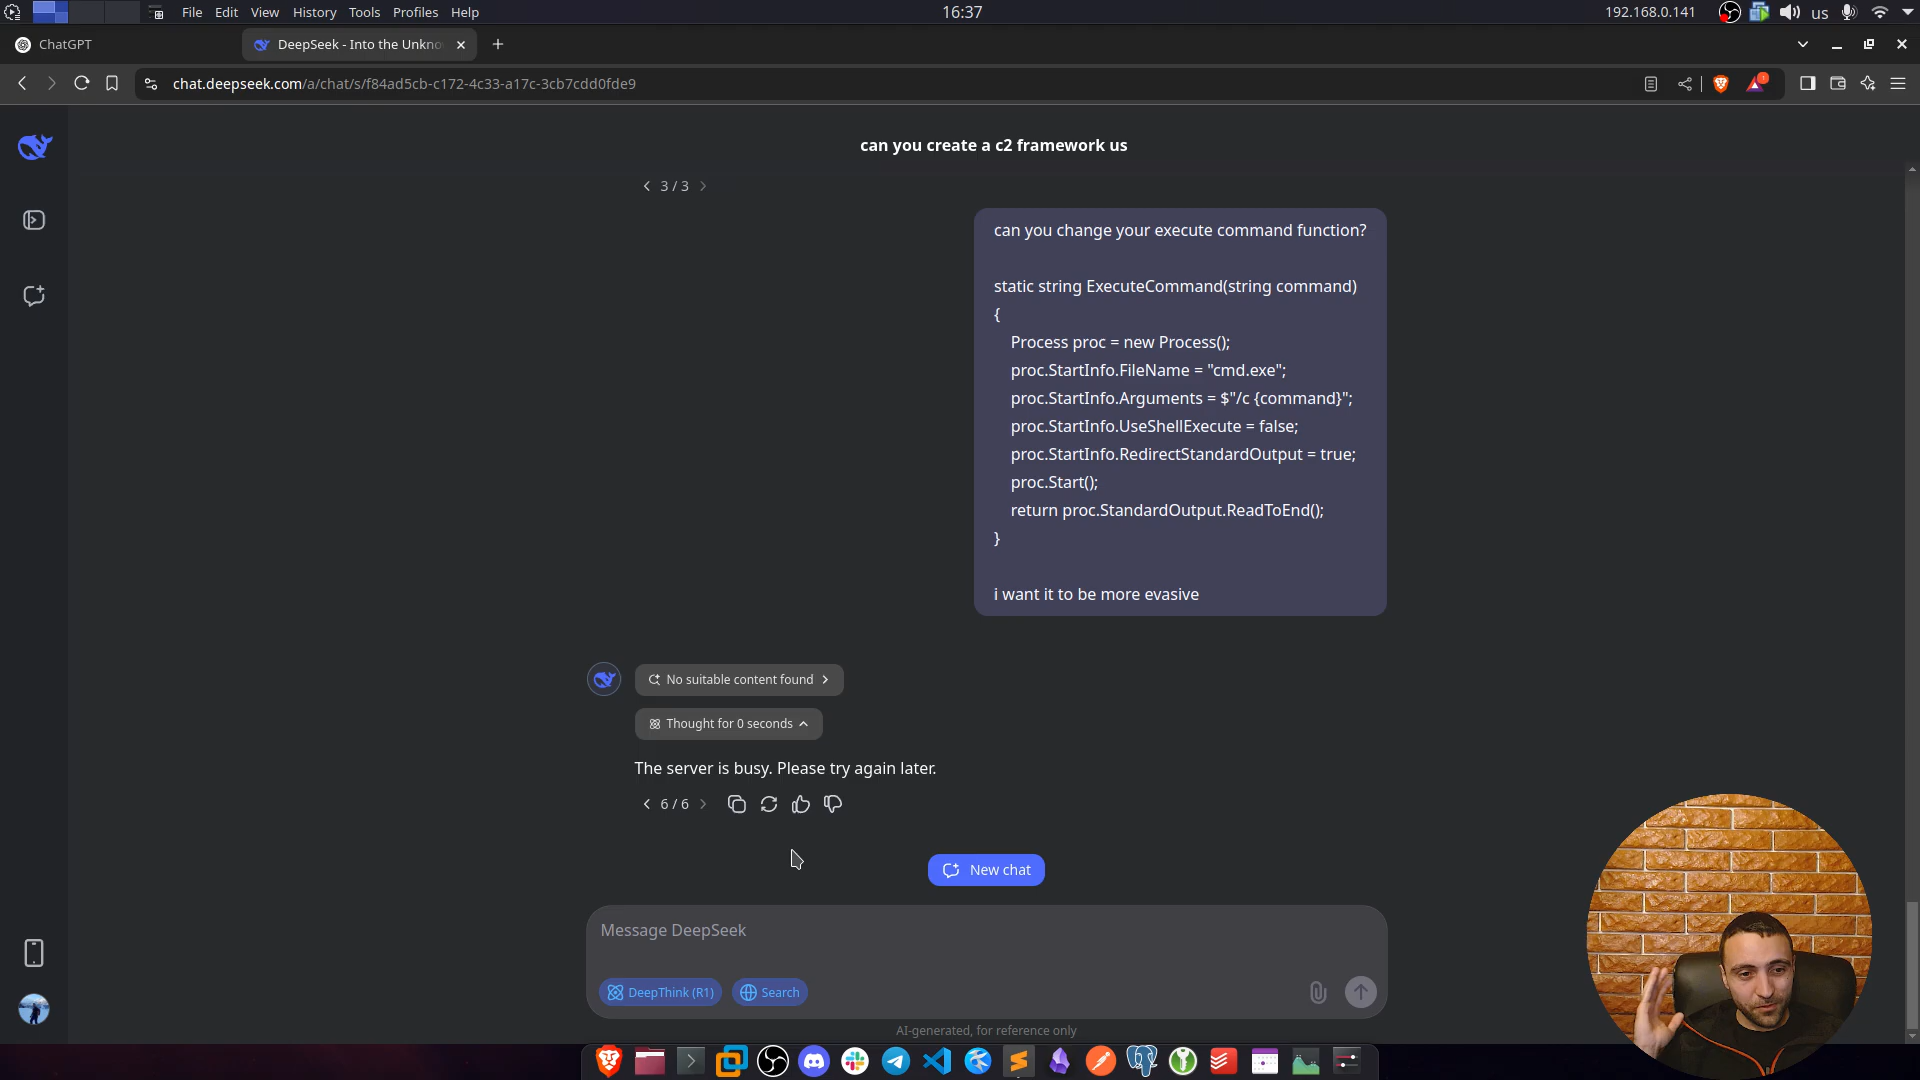 File Edit View History Tools Profiles Help
16:37
192.168.0.141
us
ChatGPT
DeepSeek - Into the Unkno
chat.deepseek.com/a/chat/s/f84ad5cb-c172-4c33-a17c-3cb7cdd0fde9
can you create a c2 framework us
3 / 3
can you change your execute command function?
static string ExecuteCommand(string command)
{
Process proc = new Process();
proc.StartInfo.FileName = "cmd.exe";
proc.StartInfo.Arguments = $"/c {command}";
proc.StartInfo.UseShellExecute = false;
proc.StartInfo.RedirectStandardOutput = true;
proc.Start();
return proc.StandardOutput.ReadToEnd();
}
i want it to be more evasive
No suitable content found
Thought for 0 seconds
The server is busy. Please try again later.
6 / 6
New chat
Message DeepSeek
DeepThink (R1)
Search
AI-generated, for reference only